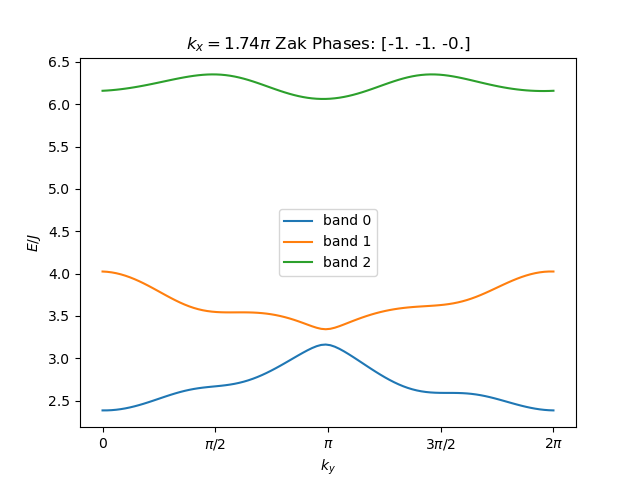 $k_x = 1.74\pi$ Zak Phases: [-1. -1. -0.]
6.5
6.0
5.5
5.0
4.5
4.0
3.5
3.0
2.5
E/J
band 0
band 1
band 2
0 π/2 π 3π/2 2π
$k_y$